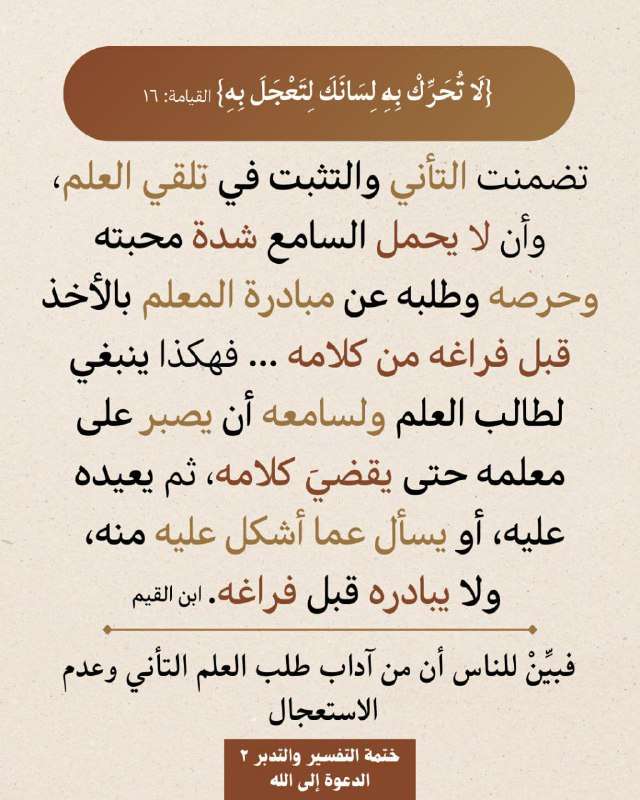 {لَا تُحَرِّكْ بِهِ لِسَانَكَ لِتَعْجَلَ بِهِ} القيامة: ١٦
تضمنت التأني والتثبت في تلقي العلم،
وأن لا يحمل السامع شدة محبته
وحرصه وطلبه عن مبادرة المعلم بالأخذ
قبل فراغه من كلامه ... فهكذا ينبغي
لطالب العلم ولسامعه أن يصبر على
معلمه حتى يقضيَ كلامه، ثم يعيده
عليه، أو يسأل عما أشكل عليه منه،
ولا يبادره قبل فراغه. ابن القيم
فبيِّنْ للناس أن من آداب طلب العلم التأني وعدم
الاستعجال
ختمة التفسير والتدبر ٢
الدعوة إلى الله